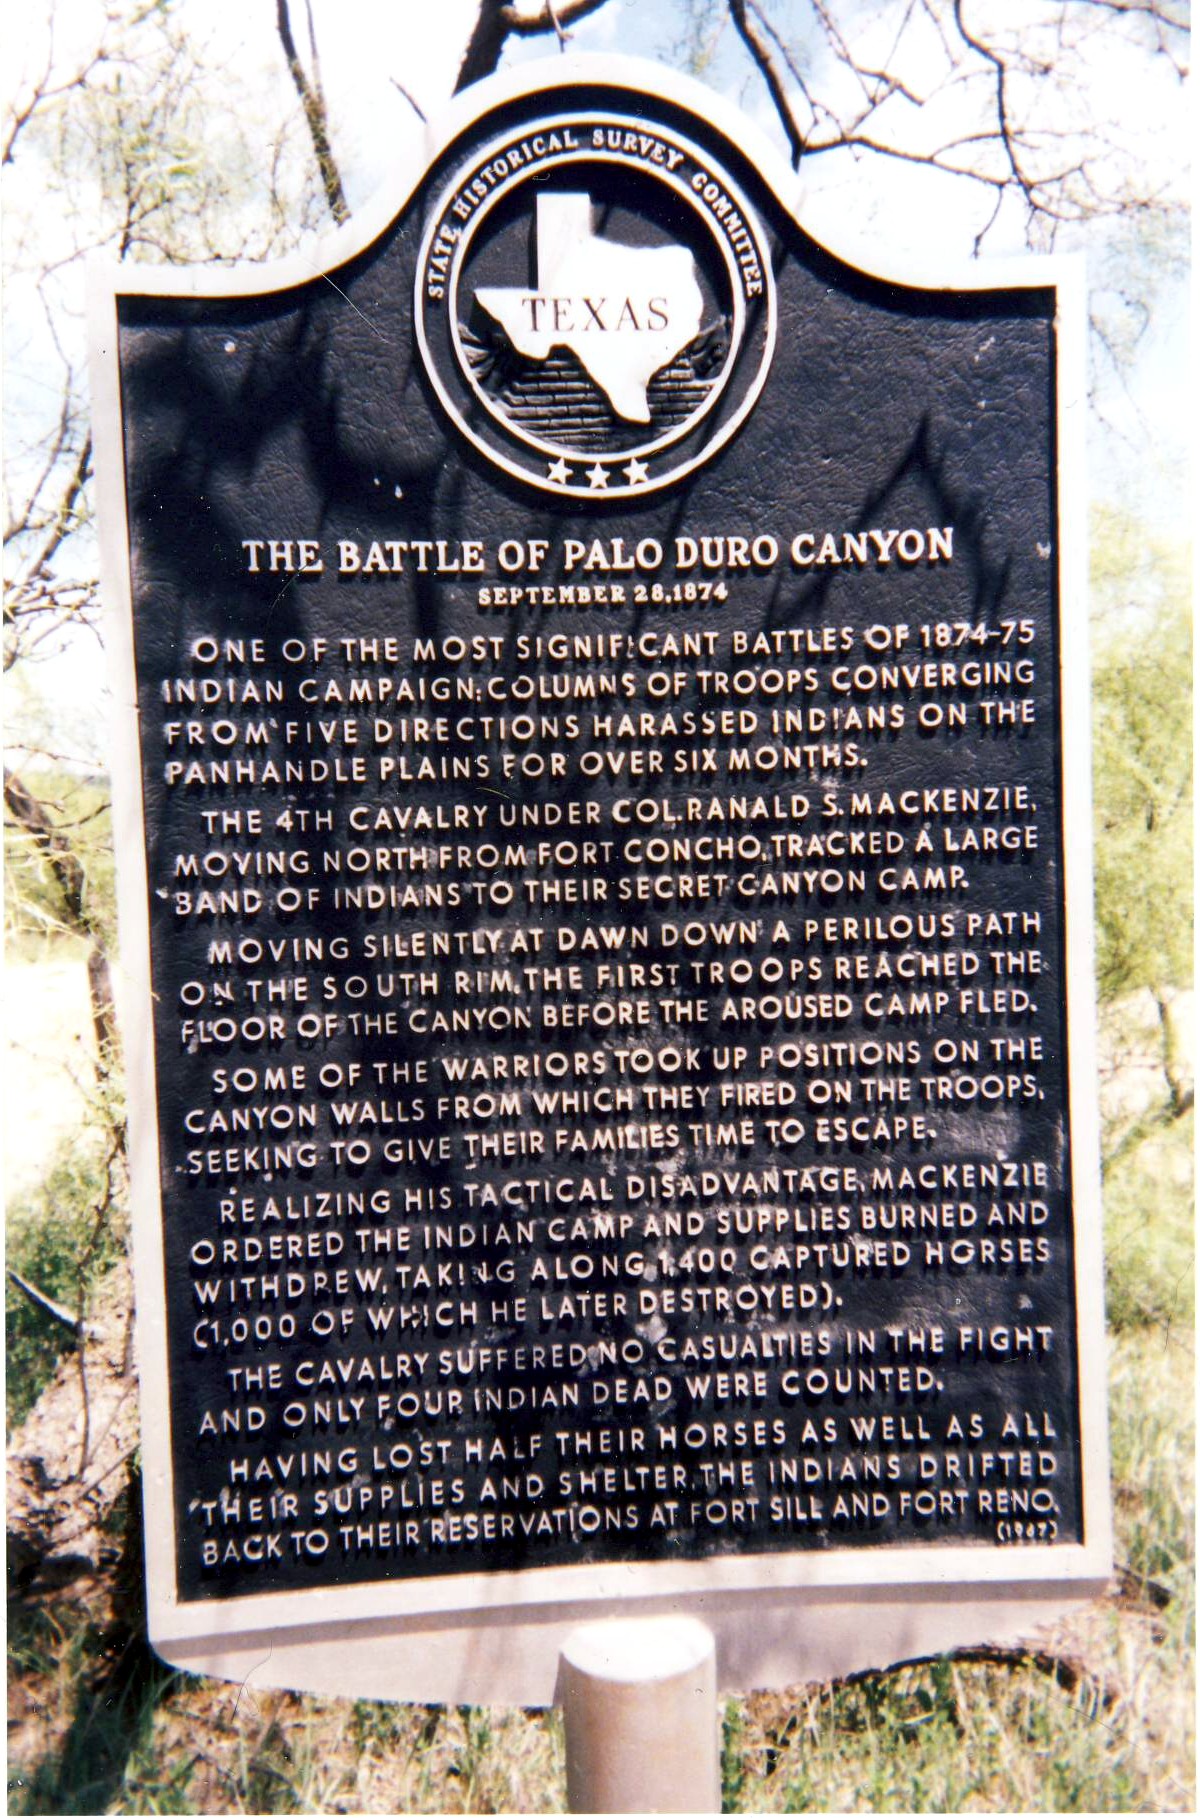 STATE HISTORICAL SURVEY COMMITTEE
TEXAS
THE BATTLE OF PALO DURO CANYON
SEPTEMBER 28, 1874
ONE OF THE MOST SIGNIFICANT BATTLES OF 1874-75
INDIAN CAMPAIGN; COLUMNS OF TROOPS CONVERGING
FROM FIVE DIRECTIONS HARASSED INDIANS ON THE
PANHANDLE PLAINS FOR OVER SIX MONTHS.
THE 4TH CAVALRY UNDER COL. RANALD S. MACKENZIE,
MOVING NORTH FROM FORT CONCHO, TRACKED A LARGE
BAND OF INDIANS TO THEIR SECRET CANYON CAMP.
MOVING SILENTLY AT DAWN DOWN A PERILOUS PATH
ON THE SOUTH RIM, THE FIRST TROOPS REACHED THE
FLOOR OF THE CANYON BEFORE THE AROUSED CAMP FLED.
SOME OF THE WARRIORS TOOK UP POSITIONS ON THE
CANYON WALLS FROM WHICH THEY FIRED ON THE TROOPS,
SEEKING TO GIVE THEIR FAMILIES TIME TO ESCAPE.
REALIZING HIS TACTICAL DISADVANTAGE, MACKENZIE
ORDERED THE INDIAN CAMP AND SUPPLIES BURNED AND
WITHDREW, TAKING ALONG 1,400 CAPTURED HORSES
(1,000 OF WHICH HE LATER DESTROYED).
THE CAVALRY SUFFERED NO CASUALTIES IN THE FIGHT
AND ONLY FOUR INDIAN DEAD WERE COUNTED.
HAVING LOST HALF THEIR HORSES AS WELL AS ALL
THEIR SUPPLIES AND SHELTER, THE INDIANS DRIFTED
BACK TO THEIR RESERVATIONS AT FORT SILL AND FORT RENO.
(1967)